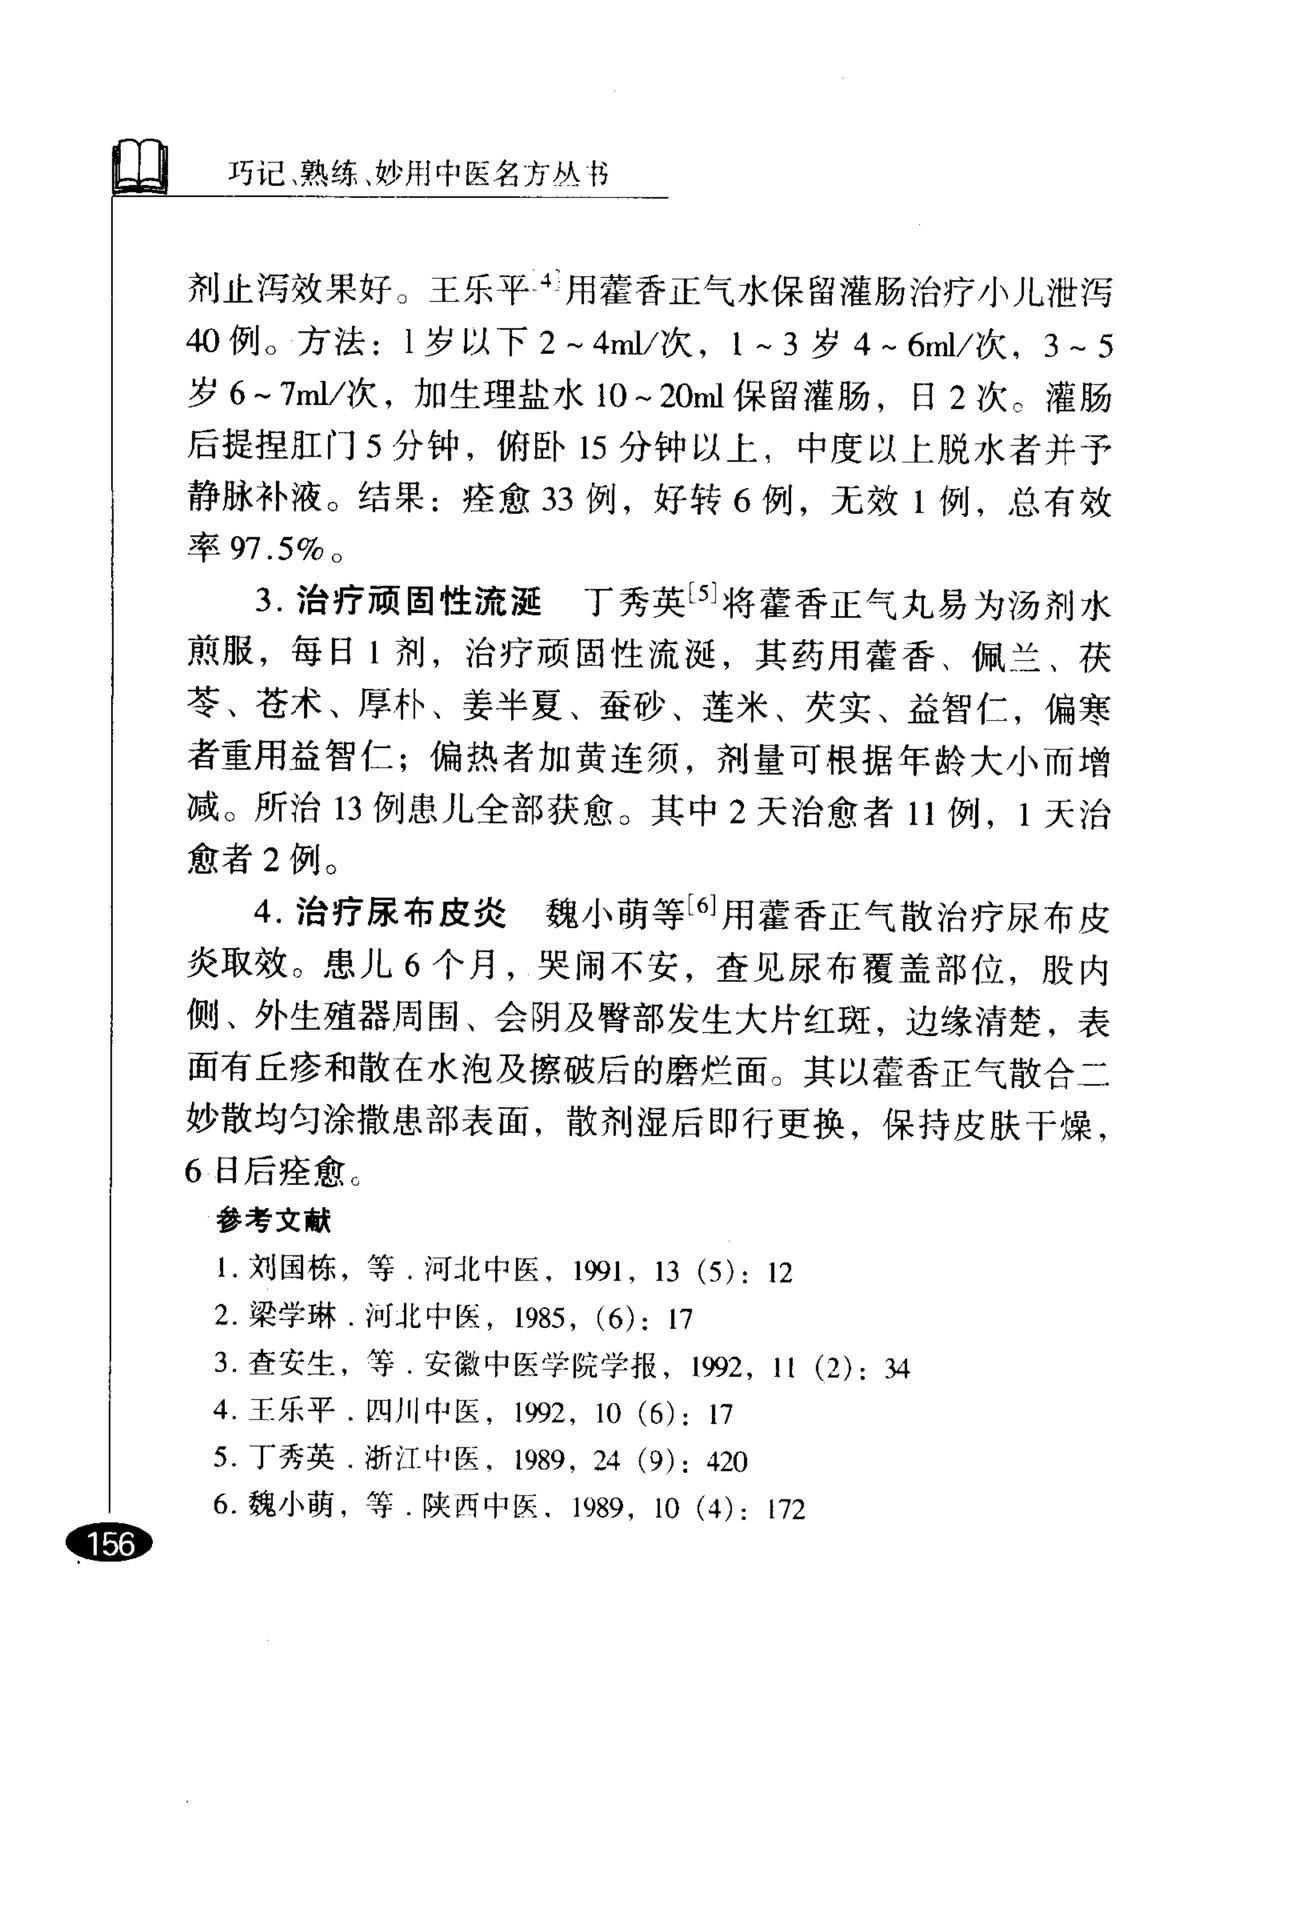 巧记、熟练、妙用中医名方丛书
剂止泻效果好。王乐平[4]用藿香正气水保留灌肠治疗小儿泄泻
40例。方法：1岁以下2～4ml/次，1～3岁4～6ml/次，3～5
岁6～7ml/次，加生理盐水10～20ml保留灌肠，日2次。灌肠
后提捏肛门5分钟，俯卧15分钟以上，中度以上脱水者并予
静脉补液。结果：痊愈33例，好转6例，无效1例，总有效
率97.5%。
3. 治疗顽固性流涎 丁秀英[5]将藿香正气丸易为汤剂水
煎服，每日1剂，治疗顽固性流涎，其药用藿香、佩兰、茯
苓、苍术、厚朴、姜半夏、蚕砂、莲米、芡实、益智仁，偏寒
者重用益智仁；偏热者加黄连须，剂量可根据年龄大小而增
减。所治13例患儿全部获愈。其中2天治愈者11例，1天治
愈者2例。
4. 治疗尿布皮炎 魏小萌等[6]用藿香正气散治疗尿布皮
炎取效。患儿6个月，哭闹不安，查见尿布覆盖部位，股内
侧、外生殖器周围、会阴及臀部发生大片红斑，边缘清楚，表
面有丘疹和散在水泡及擦破后的磨烂面。其以藿香正气散合二
妙散均匀涂撒患部表面，散剂湿后即行更换，保持皮肤干燥，
6日后痊愈。
参考文献
1. 刘国栋，等．河北中医，1991，13（5）：12
2. 梁学琳．河北中医，1985，（6）：17
3. 查安生，等．安徽中医学院学报，1992，11（2）：34
4. 王乐平．四川中医，1992，10（6）：17
5. 丁秀英．浙江中医，1989，24（9）：420
6. 魏小萌，等．陕西中医，1989，10（4）：172
156